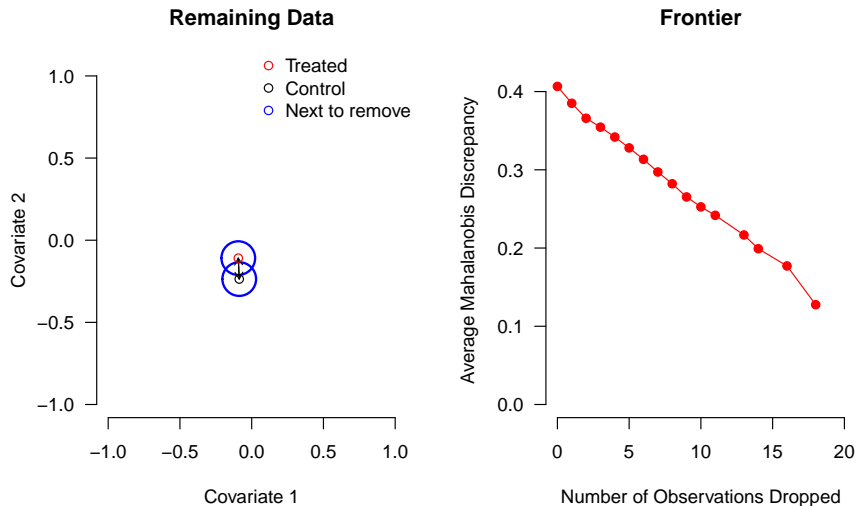 Remaining Data
Treated
Control
Next to remove
1.0
0.5
0.0
−0.5
−1.0
Covariate 2
−1.0 −0.5 0.0 0.5 1.0
Covariate 1
Frontier
0.4
0.3
0.2
0.1
0.0
Average Mahalanobis Discrepancy
0 5 10 15 20
Number of Observations Dropped